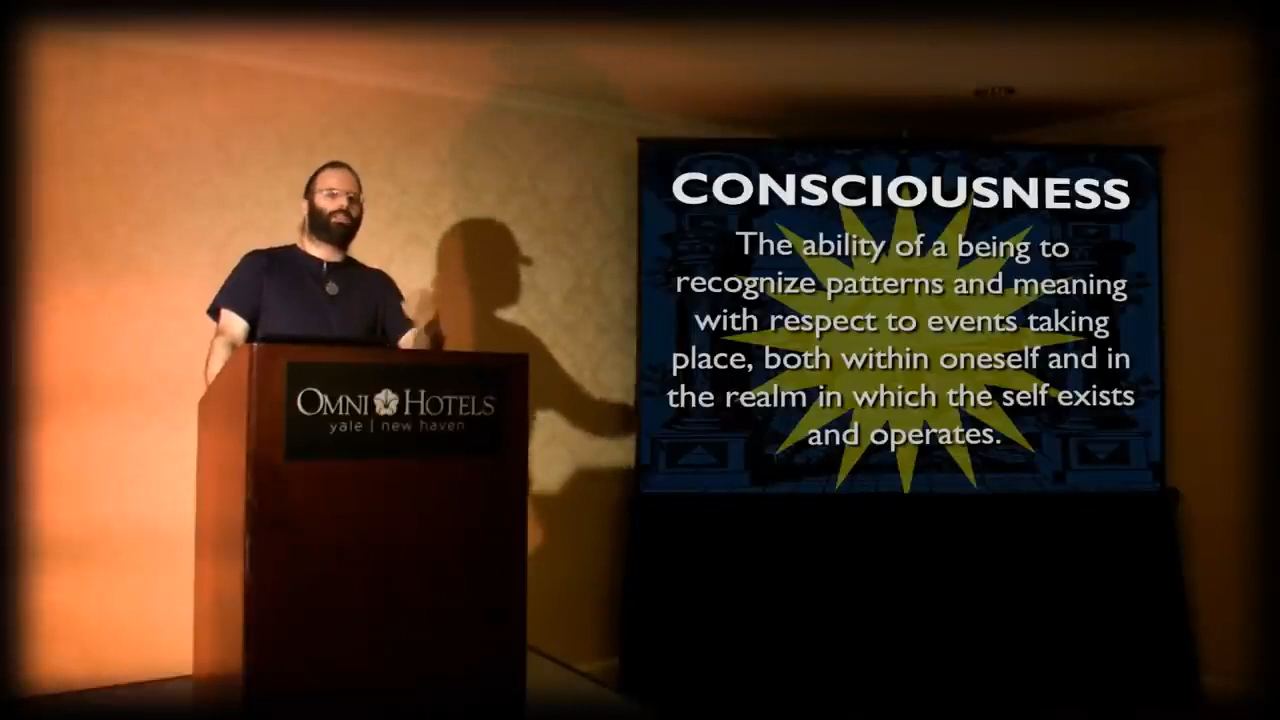 CONSCIOUSNESS
The ability of a being to
recognize patterns and meaning
with respect to events taking
place, both within oneself and in
the realm in which the self exists
and operates.
OMNI HOTELS
yale | new haven